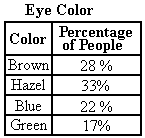 Eye Color
Color Percentage of People
Brown 28 %
Hazel 33%
Blue 22 %
Green 17%